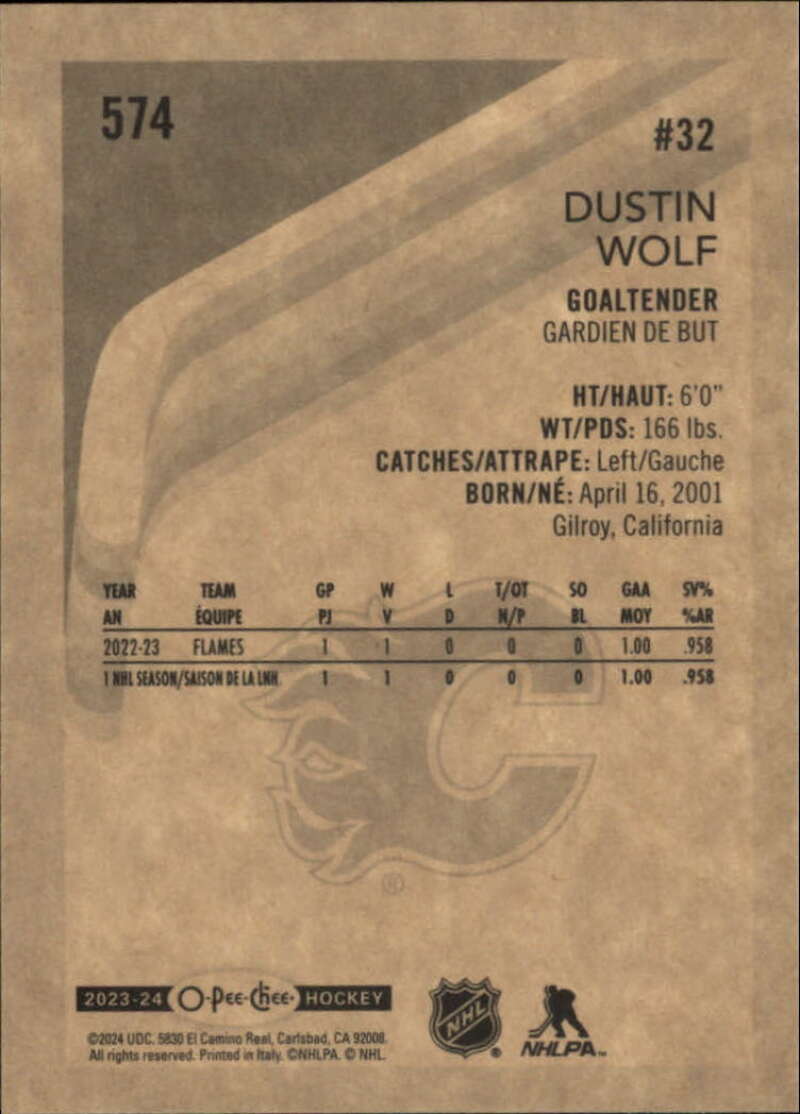 574
#32
DUSTIN
WOLF
GOALTENDER
GARDIEN DE BUT
HT/HAUT: 6'0"
WT/PDS: 166 lbs.
CATCHES/ATTRAPE: Left/Gauche
BORN/NÉ: April 16, 2001
Gilroy, California
YEAR TEAM GP W L T/OT SO GAA SV%
AN ÉQUIPE PJ V D N/P BL MOY %AR
2022-23 FLAMES 1 1 0 0 0 1.00 .958
1 NHL SEASON/SAISON DE LA LNH 1 1 0 0 0 1.00 .958
®
2023-24 O-Pee-Chee® HOCKEY
©2024 UDC. 5830 El Camino Real, Carlsbad, CA 92008.
All rights reserved. Printed in Italy. ©NHLPA. © NHL.
NHL ®
NHLPA™